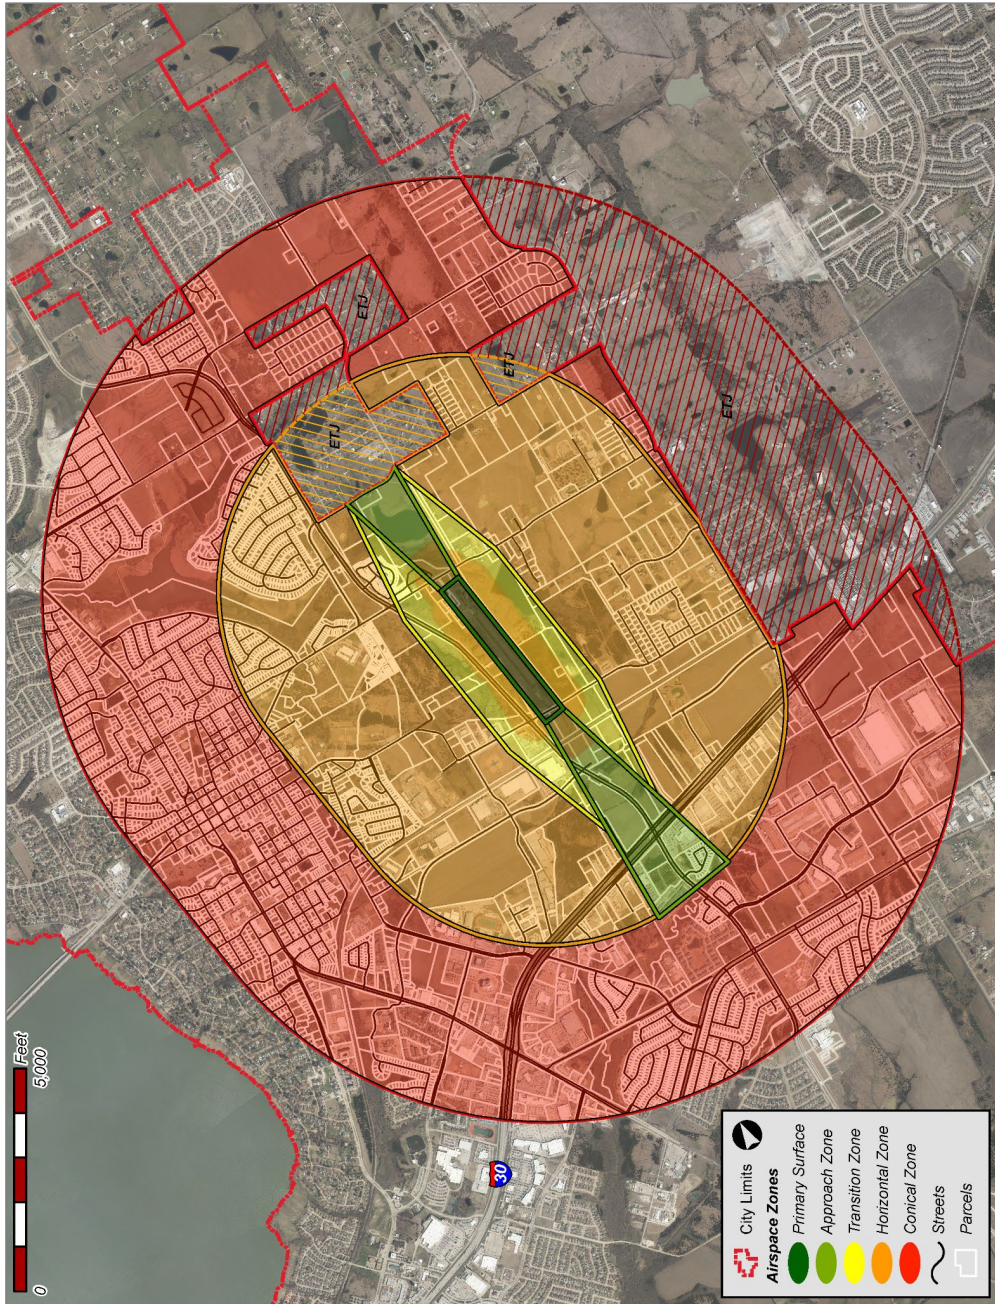 0
5,000
Feet
ETJ
ETJ
ETJ
ETJ
30
City Limits
Airspace Zones
Primary Surface
Approach Zone
Transition Zone
Horizontal Zone
Conical Zone
Streets
Parcels